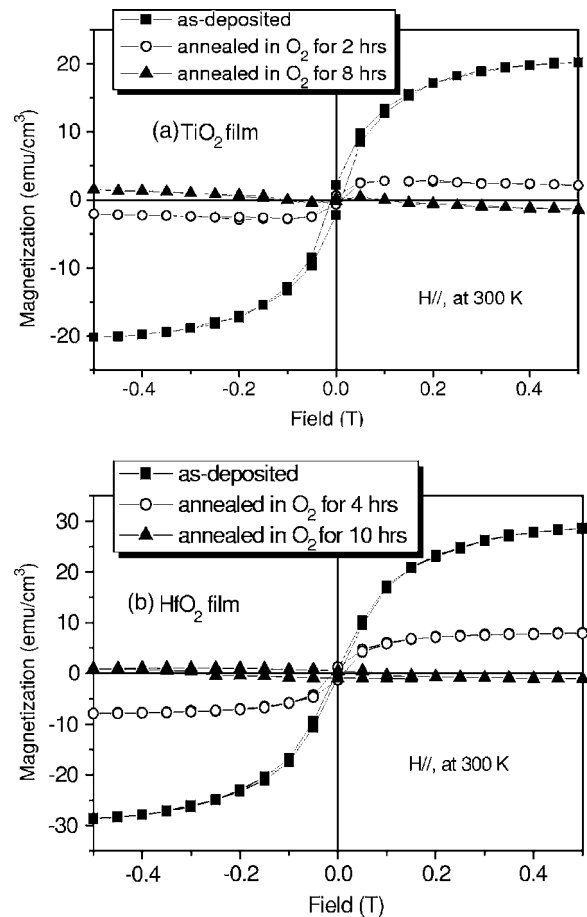 as-deposited
annealed in O2 for 2 hrs
annealed in O2 for 8 hrs
(a) TiO2 film
Magnetization (emu/cm3)
20
10
0
-10
-20
H//, at 300 K
-0.4 -0.2 0.0 0.2 0.4
Field (T)
as-deposited
annealed in O2 for 4 hrs
annealed in O2 for 10 hrs
(b) HfO2 film
Magnetization (emu/cm3)
30
20
10
0
-10
-20
-30
H//, at 300 K
-0.4 -0.2 0.0 0.2 0.4
Field (T)